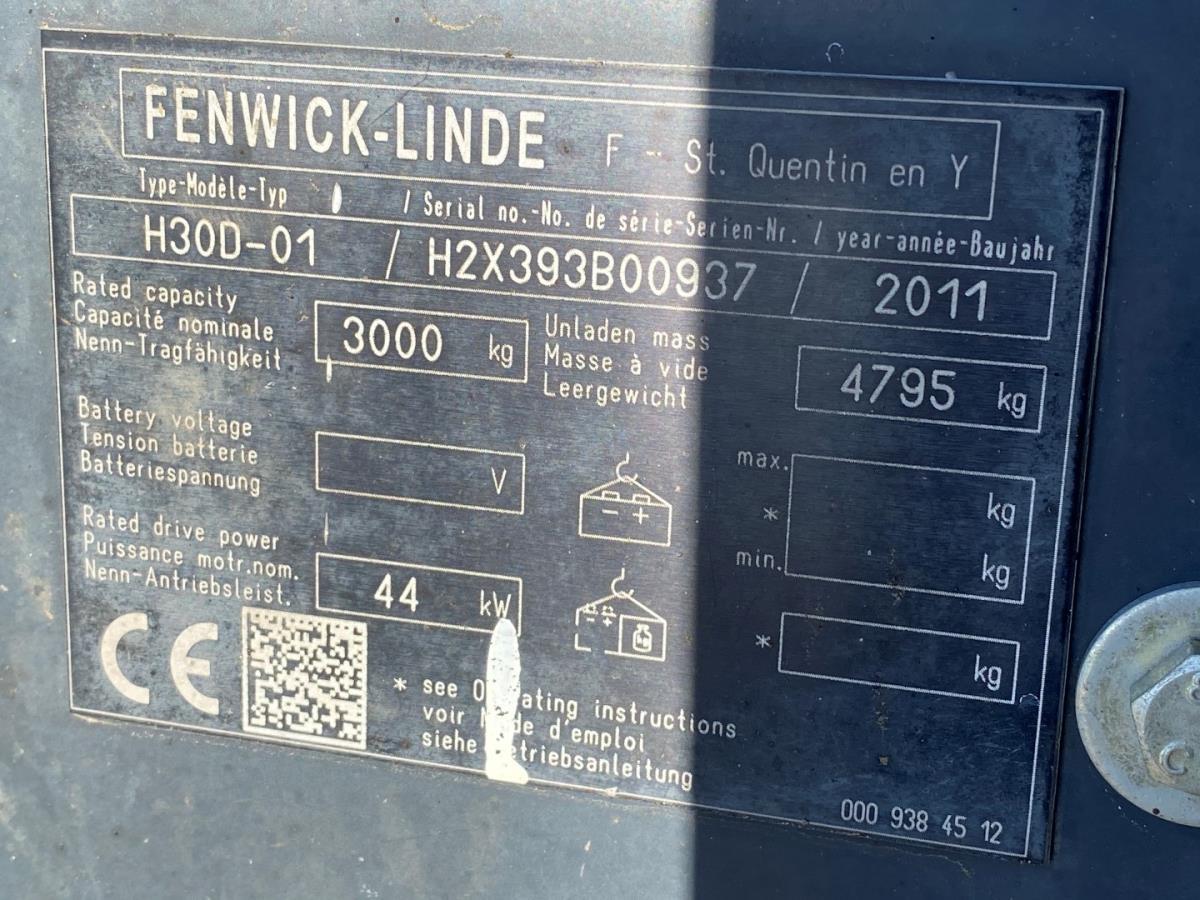 FENWICK-LINDE F - St. Quentin en Y
Type-Modèle-Typ / Serial no.-No. de série-Serien-Nr. / year-année-Baujahr
H30D-01 / H2X393B00937 / 2011
Rated capacity
Capacité nominale
Nenn-Tragfähigkeit
3000 kg
Unladen mass
Masse à vide
Leergewicht
4795 kg
Battery voltage
Tension batterie
Batteriespannung
V
max.
*
min.
kg
kg
Rated drive power
Puissance motr.nom.
Nenn-Antriebsleist.
44 kW
* kg
CE
* see ating instructions
voir d'emploi
siehe triebsanleitung
000 938 45 12
C